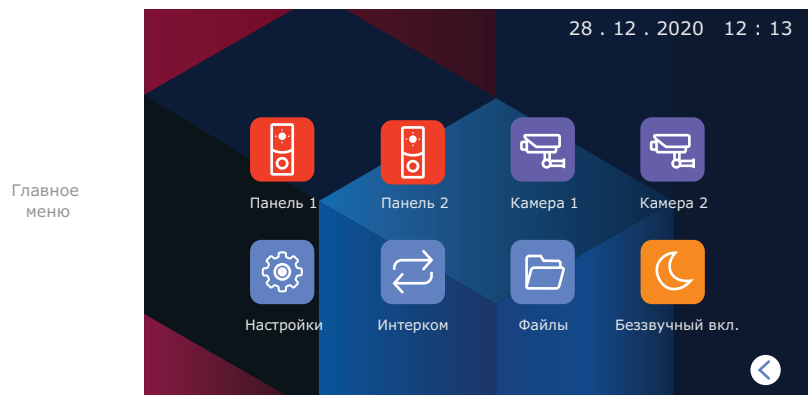 28 . 12 . 2020 12 : 13
Панель 1
Панель 2
Камера 1
Камера 2
Главное
меню
Настройки
Интерком
Файлы
Беззвучный вкл.